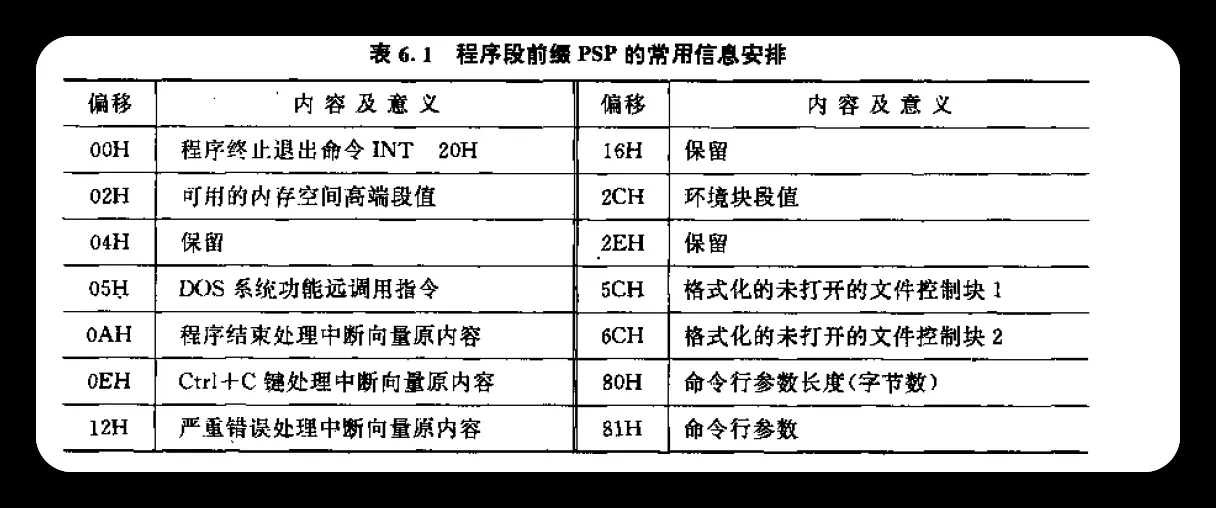 表 6.1 程序段前缀 PSP 的常用信息安排
偏移 内容及意义 偏移 内容及意义
00H 程序终止退出命令 INT 20H 16H 保留
02H 可用的内存空间高端段值 2CH 环境块段值
04H 保留 2EH 保留
05H DOS 系统功能远调用指令 5CH 格式化的未打开的文件控制块 1
0AH 程序结束处理中断向量原内容 6CH 格式化的未打开的文件控制块 2
0EH Ctrl+C 键处理中断向量原内容 80H 命令行参数长度(字节数)
12H 严重错误处理中断向量原内容 81H 命令行参数